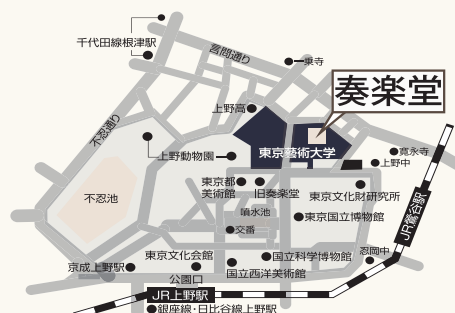 千代田線根津駅
言問通り
一乗寺
上野高
奏楽堂
不忍通り
上野動物園
東京藝術大学
寛永寺
上野中
東京都
美術館
旧奏楽堂
東京文化財研究所
不忍池
噴水池
東京国立博物館
交番
JR鶯谷駅
東京文化会館
国立科学博物館
忍岡中
京成上野駅
公園口
国立西洋美術館
JR上野駅
銀座線・日比谷線上野駅